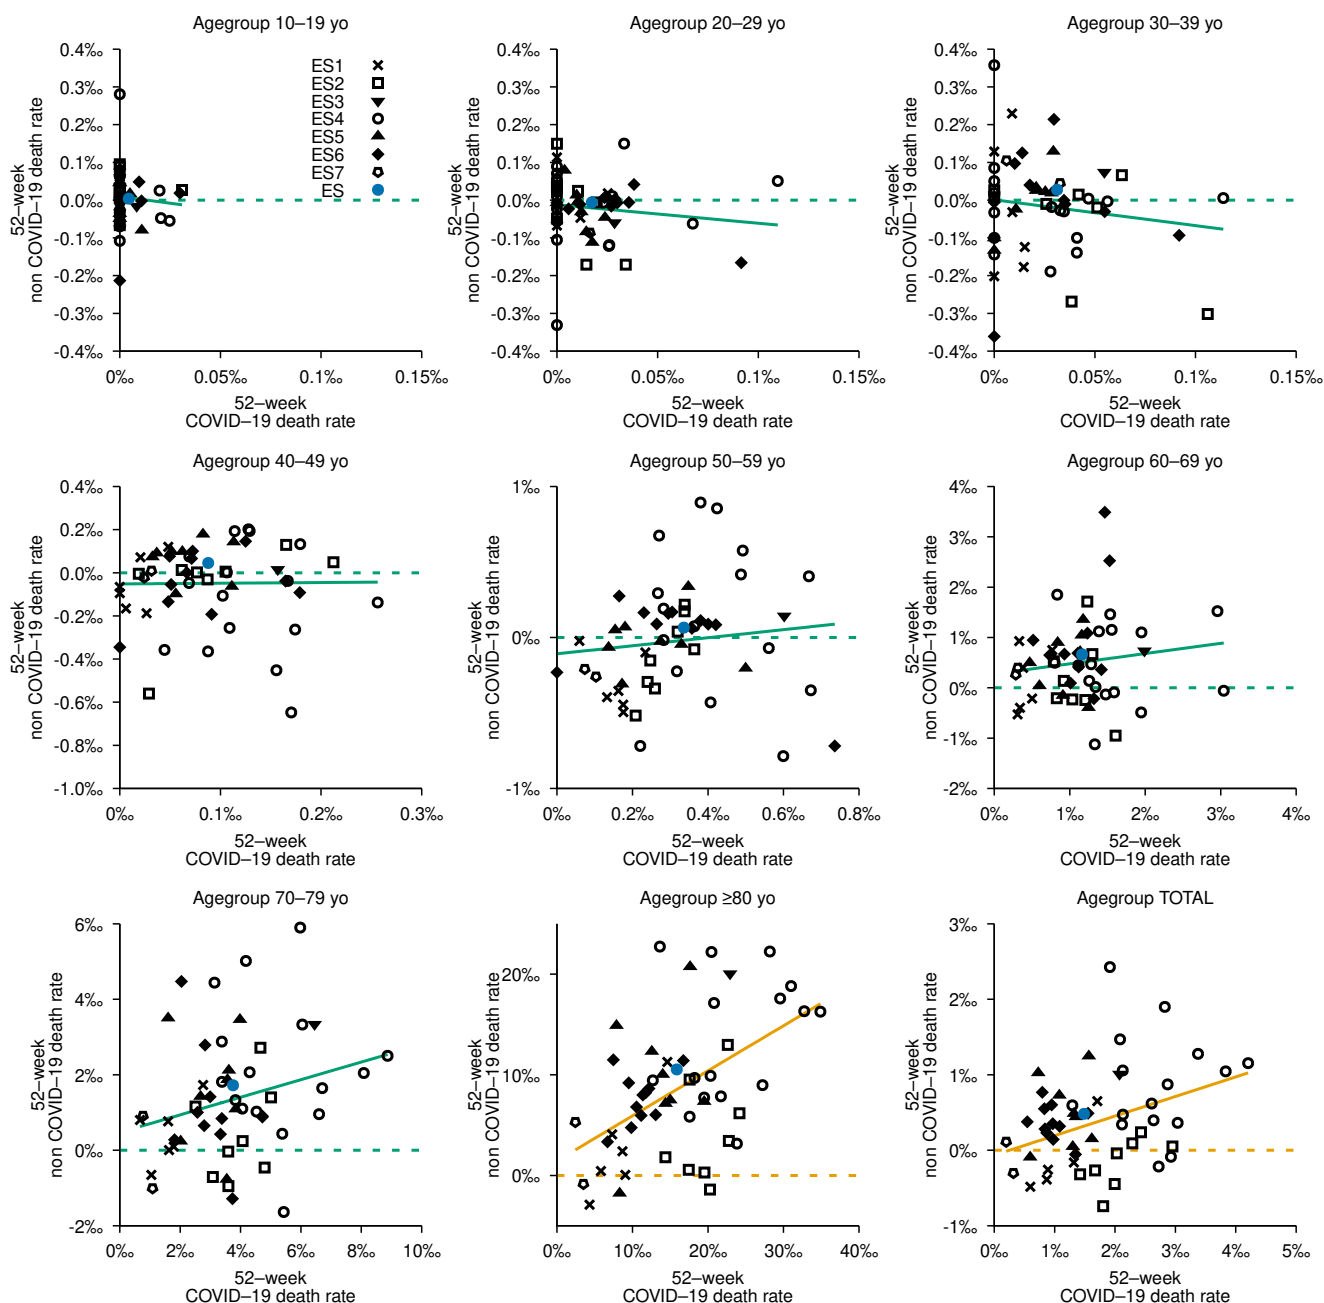 Agegroup 10–19 yo
0.4‰
0.3‰
0.2‰
0.1‰
0.0‰
-0.1‰
-0.2‰
-0.3‰
-0.4‰
52–week
non COVID–19 death rate
0‰ 0.05‰ 0.1‰ 0.15‰
52–week
COVID–19 death rate
ES1
ES2
ES3
ES4
ES5
ES6
ES7
ES
Agegroup 20–29 yo
0.4‰
0.3‰
0.2‰
0.1‰
0.0‰
-0.1‰
-0.2‰
-0.3‰
-0.4‰
52–week
non COVID–19 death rate
0‰ 0.05‰ 0.1‰ 0.15‰
52–week
COVID–19 death rate
Agegroup 30–39 yo
0.4‰
0.3‰
0.2‰
0.1‰
0.0‰
-0.1‰
-0.2‰
-0.3‰
-0.4‰
52–week
non COVID–19 death rate
0‰ 0.05‰ 0.1‰ 0.15‰
52–week
COVID–19 death rate
Agegroup 40–49 yo
0.4‰
0.2‰
0.0‰
-0.2‰
-0.4‰
-0.6‰
-0.8‰
-1.0‰
52–week
non COVID–19 death rate
0‰ 0.1‰ 0.2‰ 0.3‰
52–week
COVID–19 death rate
Agegroup 50–59 yo
1‰
0‰
-1‰
52–week
non COVID–19 death rate
0‰ 0.2‰ 0.4‰ 0.6‰ 0.8‰
52–week
COVID–19 death rate
Agegroup 60–69 yo
4‰
3‰
2‰
1‰
0‰
-1‰
-2‰
52–week
non COVID–19 death rate
0‰ 1‰ 2‰ 3‰ 4‰
52–week
COVID–19 death rate
Agegroup 70–79 yo
6‰
4‰
2‰
0‰
-2‰
52–week
non COVID–19 death rate
0‰ 2‰ 4‰ 6‰ 8‰ 10‰
52–week
COVID–19 death rate
Agegroup ≥80 yo
20‰
10‰
0‰
52–week
non COVID–19 death rate
0‰ 10‰ 20‰ 30‰ 40‰
52–week
COVID–19 death rate
Agegroup TOTAL
3‰
2‰
1‰
0‰
-1‰
52–week
non COVID–19 death rate
0‰ 1‰ 2‰ 3‰ 4‰ 5‰
52–week
COVID–19 death rate